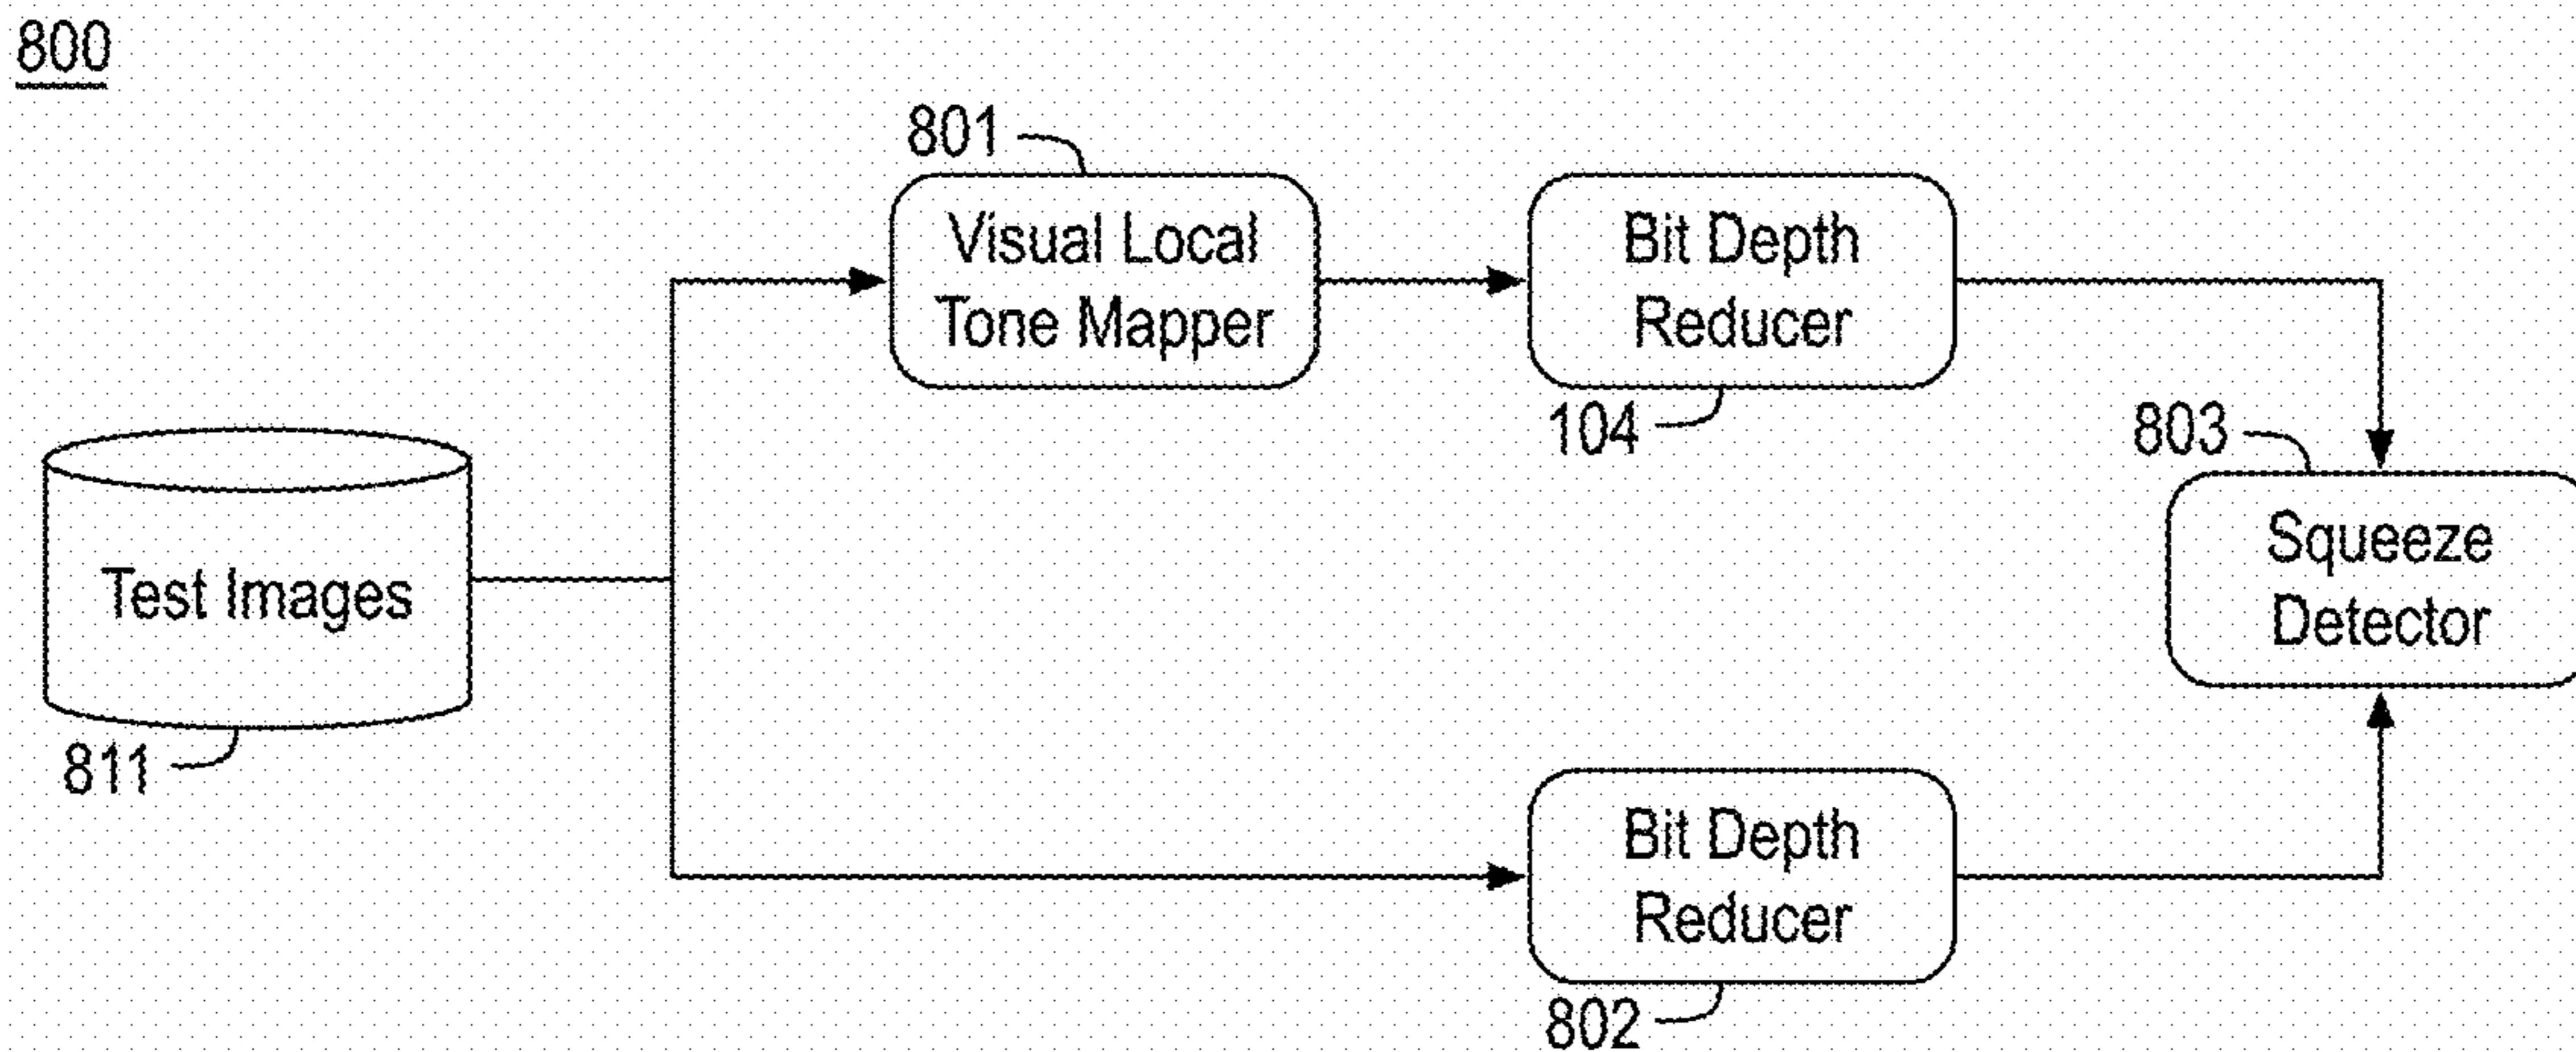 800
801
Visual Local
Tone Mapper
Bit Depth
Reducer
104
803
Squeeze
Detector
Test Images
811
Bit Depth
Reducer
802